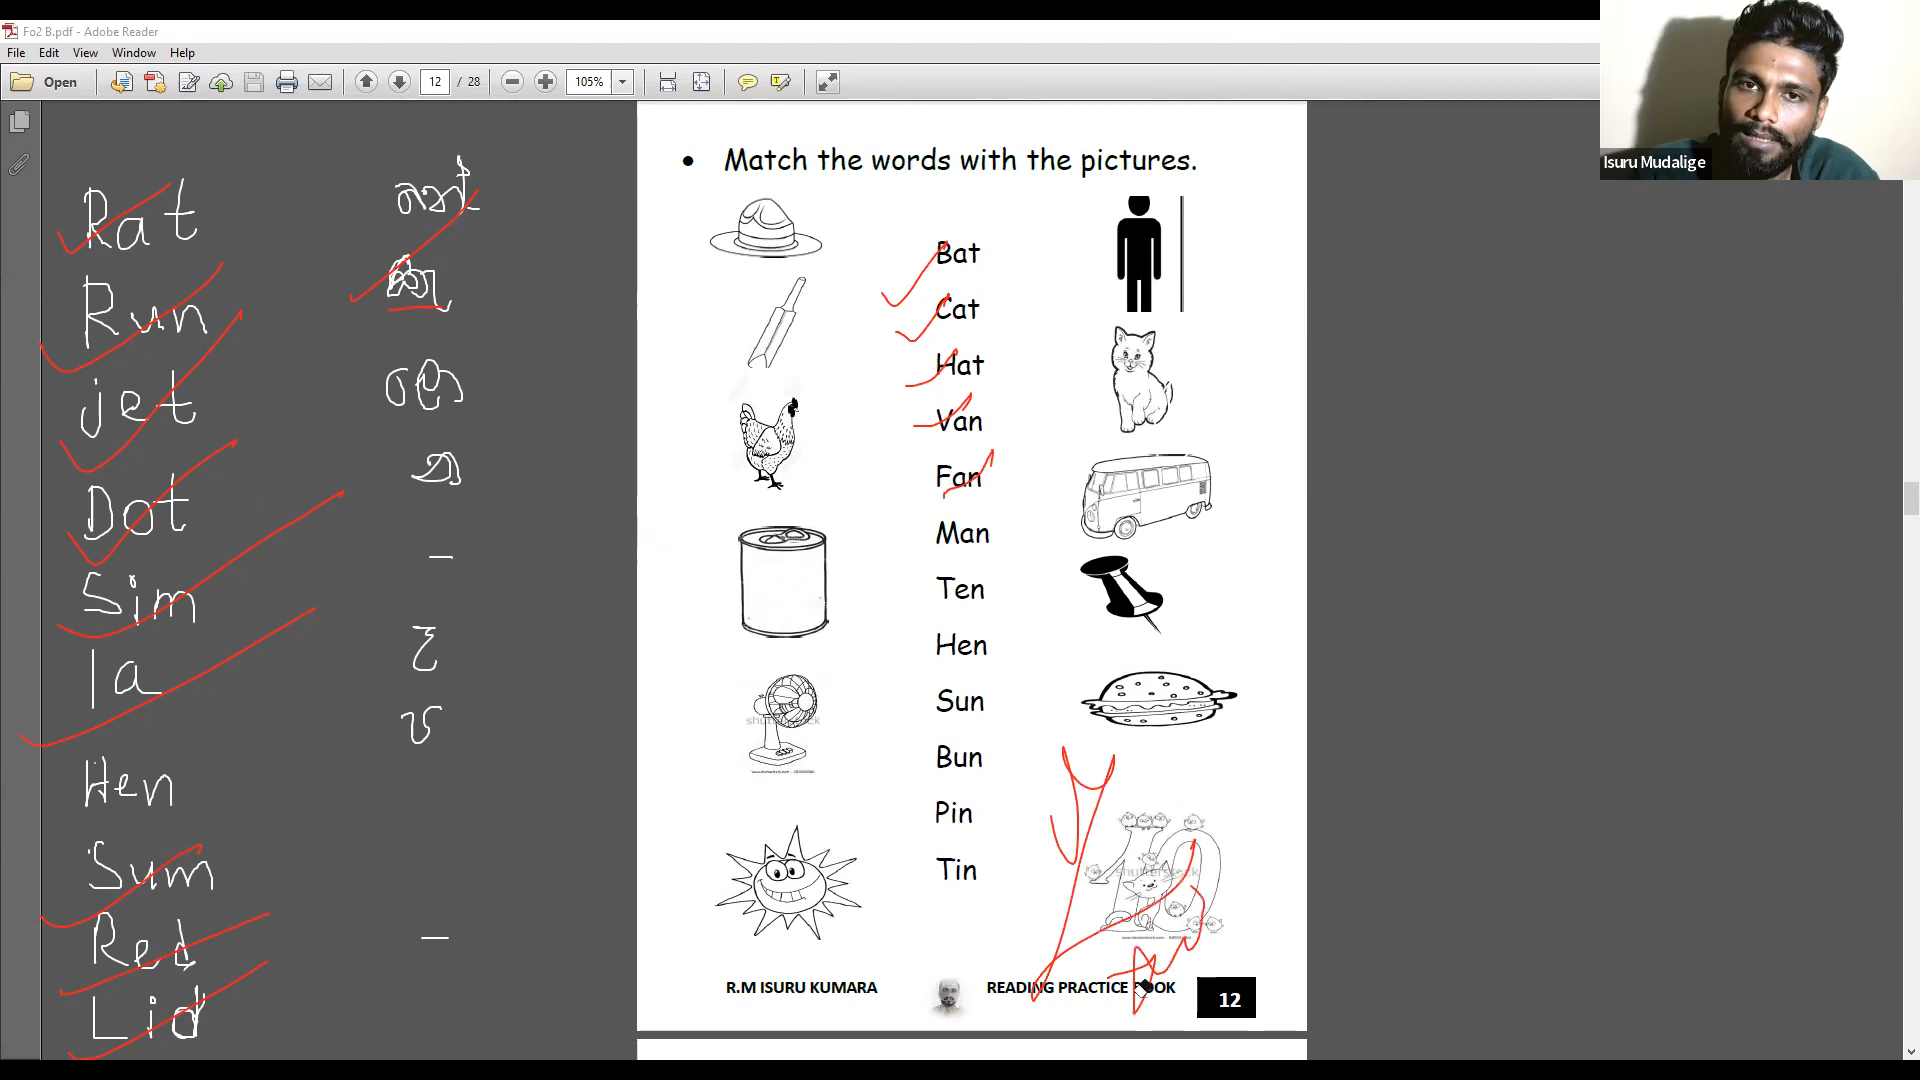 Fo2 B.pdf - Adobe Reader
File Edit View Window Help
Open 12 / 28 105%
Isuru Mudalige
Rat
Run
jet
Dot
Sim
Hen
Sum
Red
Lid
• Match the words with the pictures.
Bat
Cat
Hat
Van
Fan
Man
Ten
Hen
Sun
Bun
Pin
Tin
shutterstock
shutterstock
R.M ISURU KUMARA READING PRACTICE BOOK 12